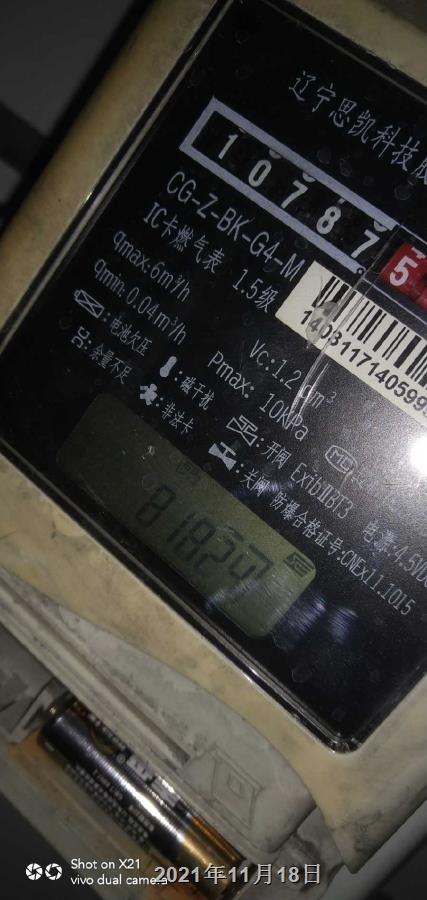 辽宁思凯科技股
10787
5
CG-Z-BK-G4-M
IC卡燃气表 1.5级
qmax:6m³/h
qmin:0.04m³/h
Vc:1.2 dm³
Pmax: 10KPa
:电池欠压
:磁干扰
:开阀
:余量不足
:非法卡
:关阀
ExibⅡBT3
电源:4.5VDC
防爆合格证号:CNEx11.1015
Shot on X21
vivo dual camera
2021年11月18日